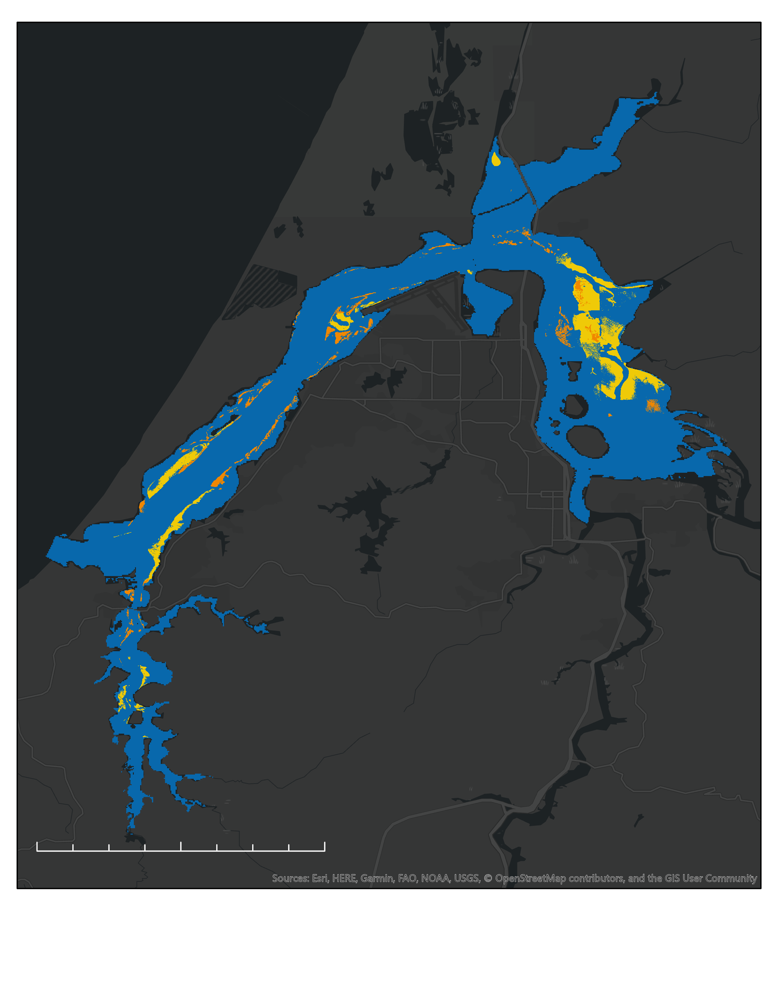 Sources: Esri, HERE, Garmin, FAO, NOAA, USGS, © OpenStreetMap contributors, and the GIS User Community